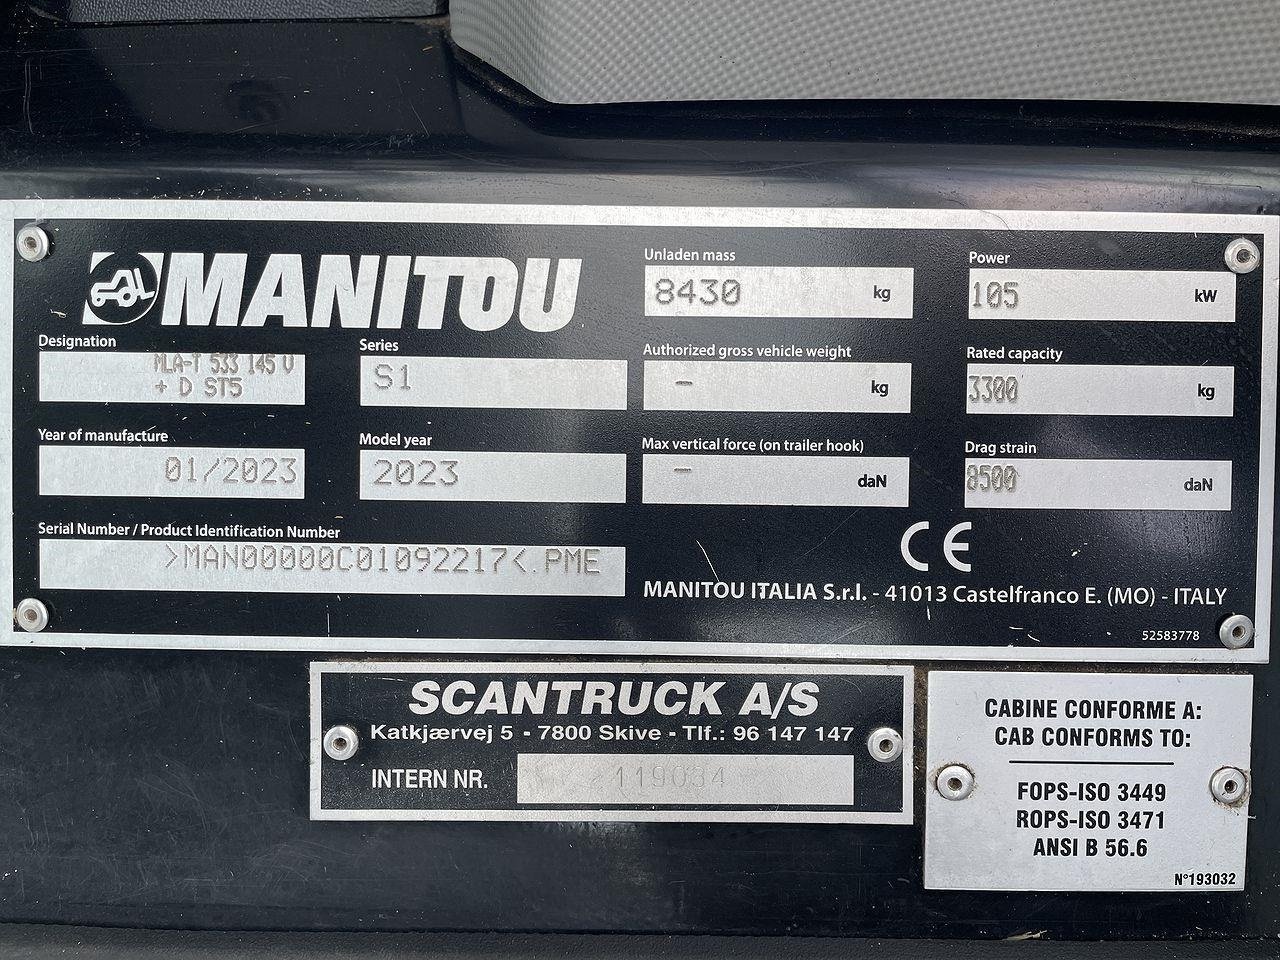 MANITOU
Designation
MLA-T 533 145 V
+ D ST5
Series
S1
Unladen mass
8430 kg
Power
105 kW
Authorized gross vehicle weight
- kg
Rated capacity
3300 kg
Year of manufacture
01/2023
Model year
2023
Max vertical force (on trailer hook)
- daN
Drag strain
8500 daN
Serial Number / Product Identification Number
>MAN00000C01092217<.PME
CE
MANITOU ITALIA S.r.l. - 41013 Castelfranco E. (MO) - ITALY
52583778
SCANTRUCK A/S
Katkjærvej 5 - 7800 Skive - Tlf.: 96 147 147
INTERN NR. 119034
CABINE CONFORME A:
CAB CONFORMS TO:
FOPS-ISO 3449
ROPS-ISO 3471
ANSI B 56.6
N°193032